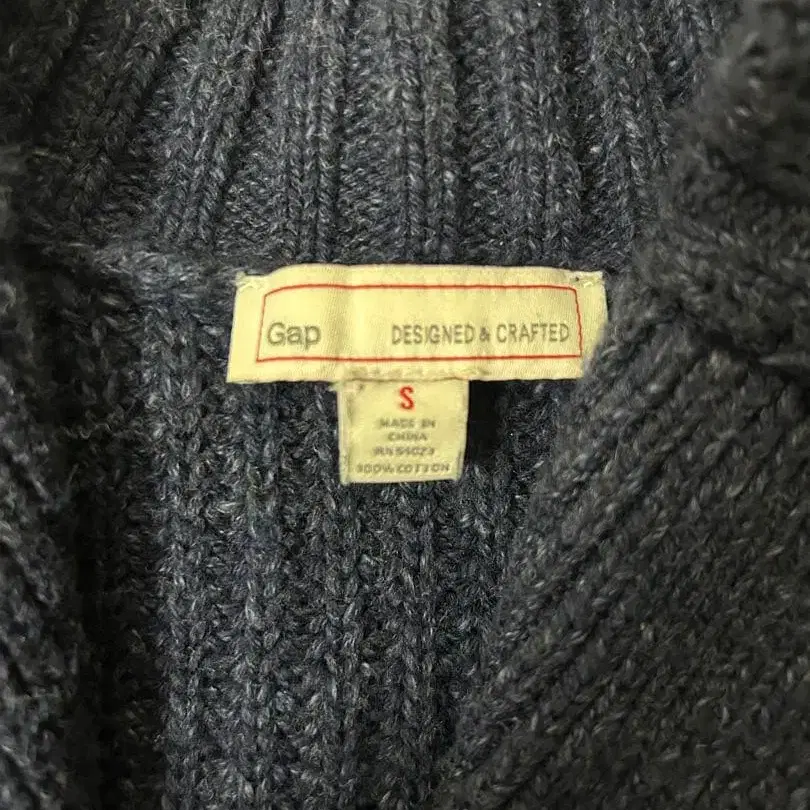 Gap DESIGNED & CRAFTED
S
MADE IN
CHINA
RN 54023
100% COTTON